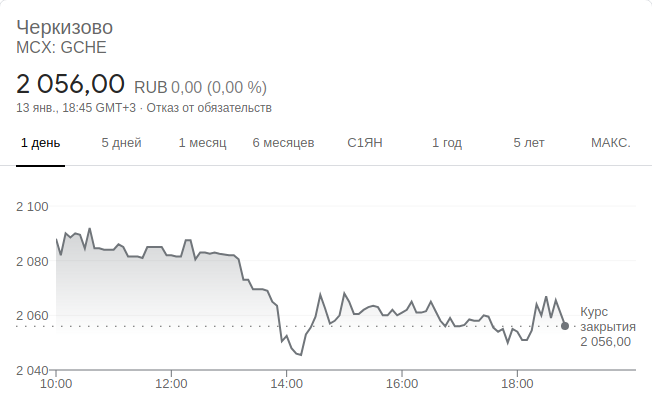 Черкизово
MCX: GCHE
2 056,00 RUB 0,00 (0,00 %)
13 янв., 18:45 GMT+3 · Отказ от обязательств
1 день 5 дней 1 месяц 6 месяцев С1ЯН 1 год 5 лет МАКС.
2 100
2 080
2 060
Курс
закрытия
2 056,00
2 040
10:00 12:00 14:00 16:00 18:00